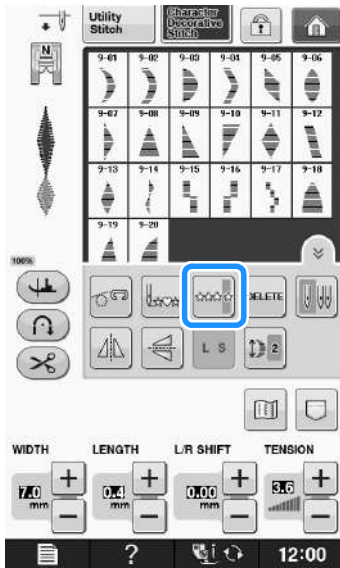 Utility
Stitch
Character
Decorative
Stitch
N
9-01 9-02 9-03 9-04 9-05 9-06
9-07 9-08 9-09 9-10 9-11 9-12
9-13 9-14 9-15 9-16 9-17 9-18
9-19 9-20
100%
DELETE
L S
2
WIDTH LENGTH L/R SHIFT TENSION
7.0 mm + −
0.4 mm + −
0.00 mm + −
3.6 + −
? 12:00